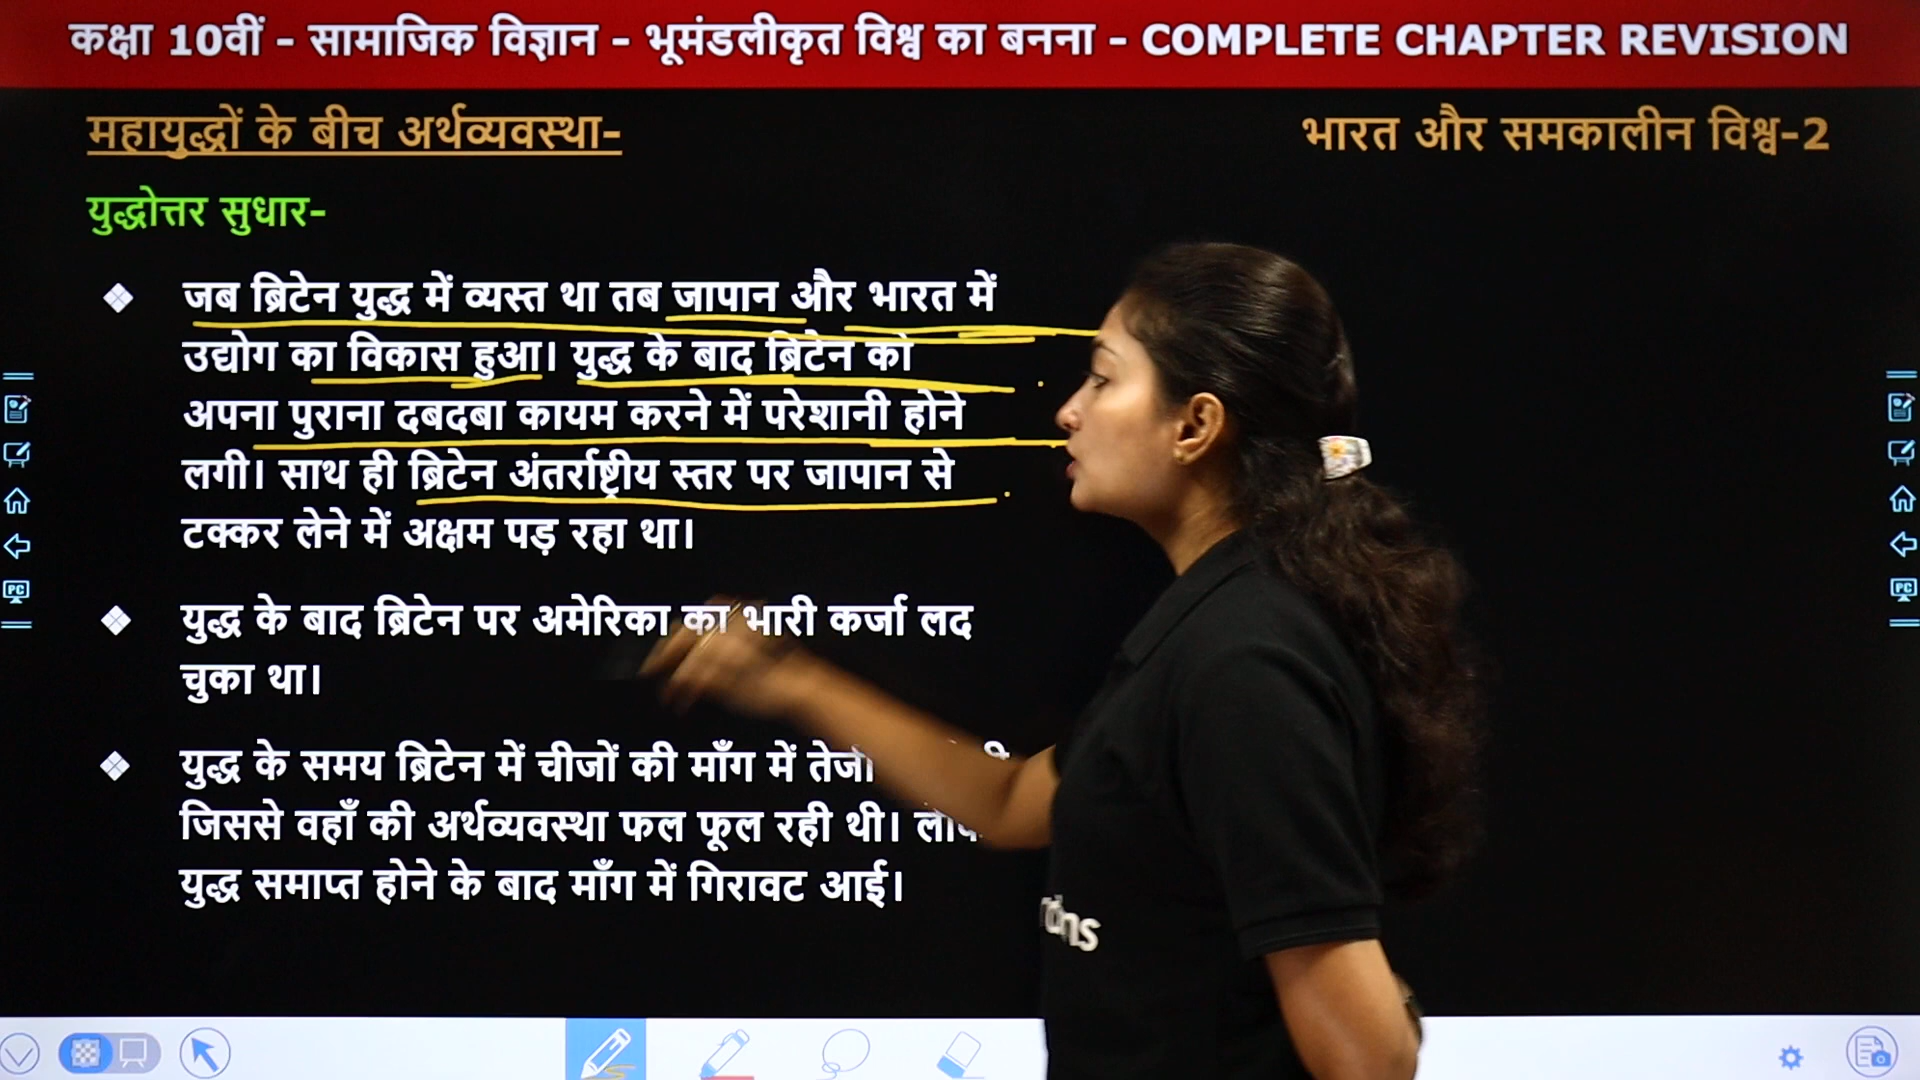 कक्षा 10वीं - सामाजिक विज्ञान - भूमंडलीकृत विश्व का बनना - COMPLETE CHAPTER REVISION
महायुद्धों के बीच अर्थव्यवस्था-
भारत और समकालीन विश्व-2
युद्धोत्तर सुधार-
जब ब्रिटेन युद्ध में व्यस्त था तब जापान और भारत में
उद्योग का विकास हुआ। युद्ध के बाद ब्रिटेन को
अपना पुराना दबदबा कायम करने में परेशानी होने
लगी। साथ ही ब्रिटेन अंतर्राष्ट्रीय स्तर पर जापान से
टक्कर लेने में अक्षम पड़ रहा था।
युद्ध के बाद ब्रिटेन पर अमेरिका का भारी कर्जा लद
चुका था।
युद्ध के समय ब्रिटेन में चीजों की माँग में
जिससे वहाँ की अर्थव्यवस्था फल फूल रही थी।
युद्ध समाप्त होने के बाद माँग में गिरावट आई।
PC
PC